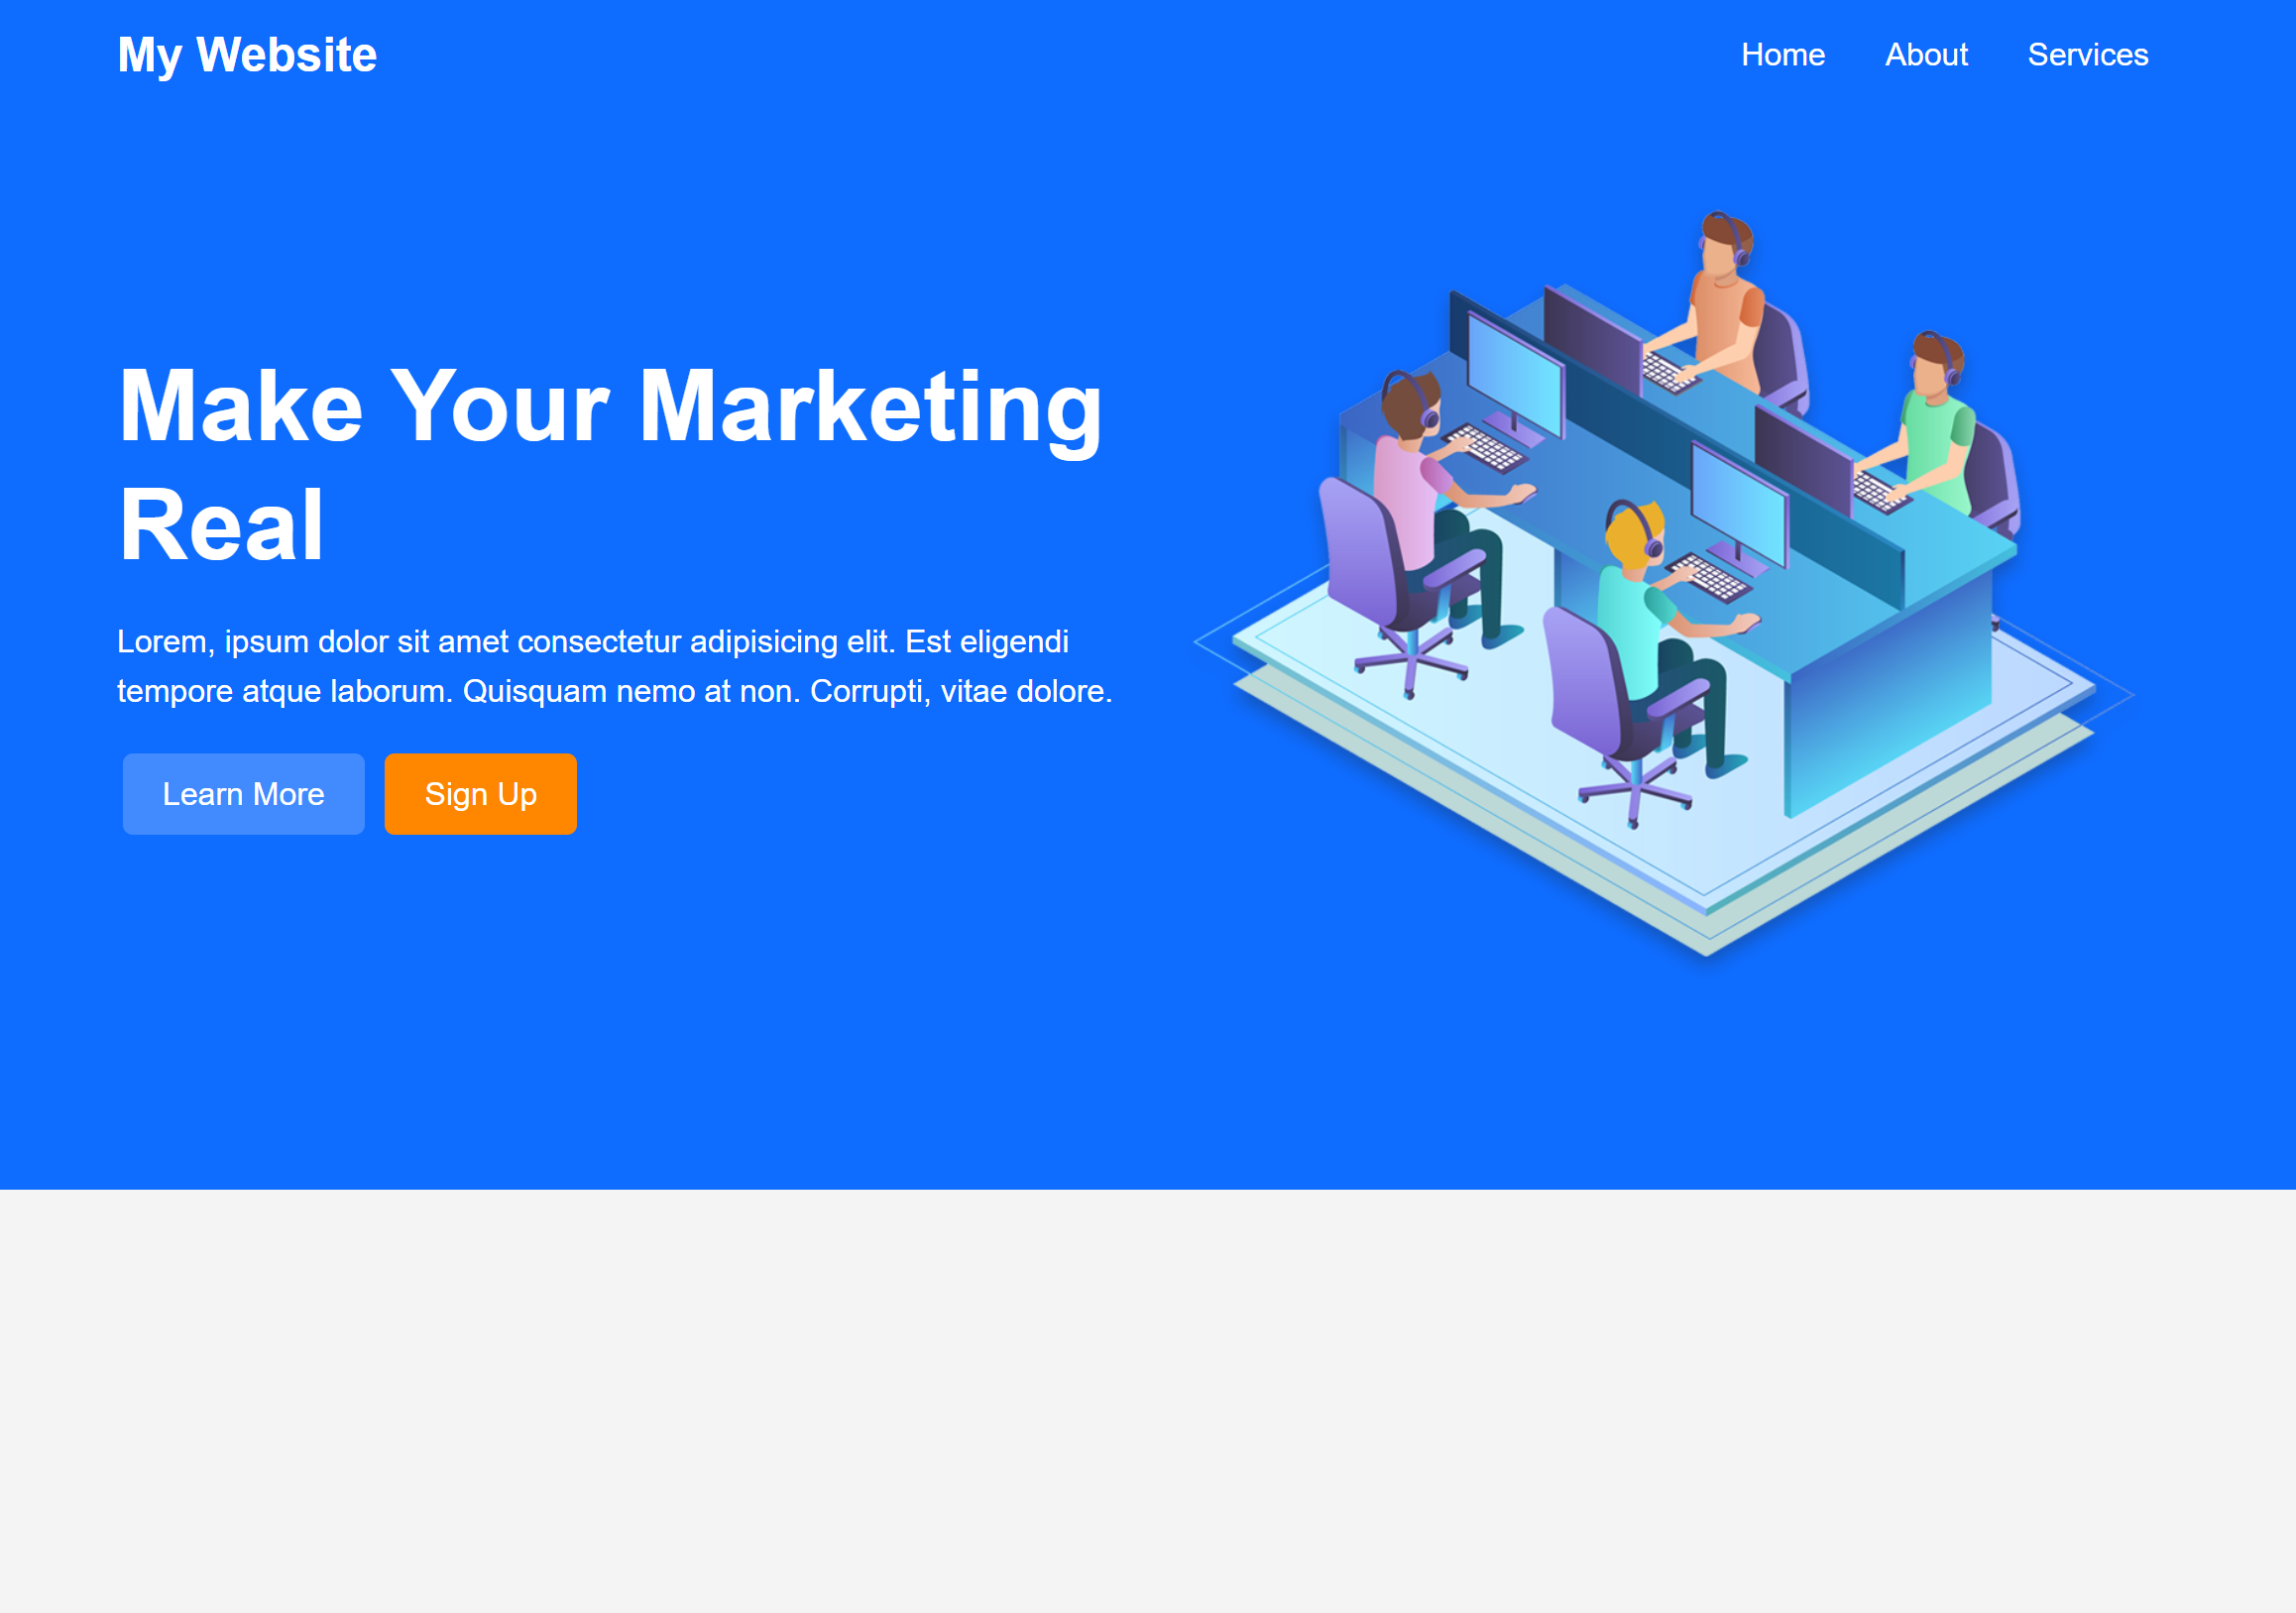 My Website
Home About Services
Make Your Marketing
Real
Lorem, ipsum dolor sit amet consectetur adipisicing elit. Est eligendi
tempore atque laborum. Quisquam nemo at non. Corrupti, vitae dolore.
Learn More Sign Up